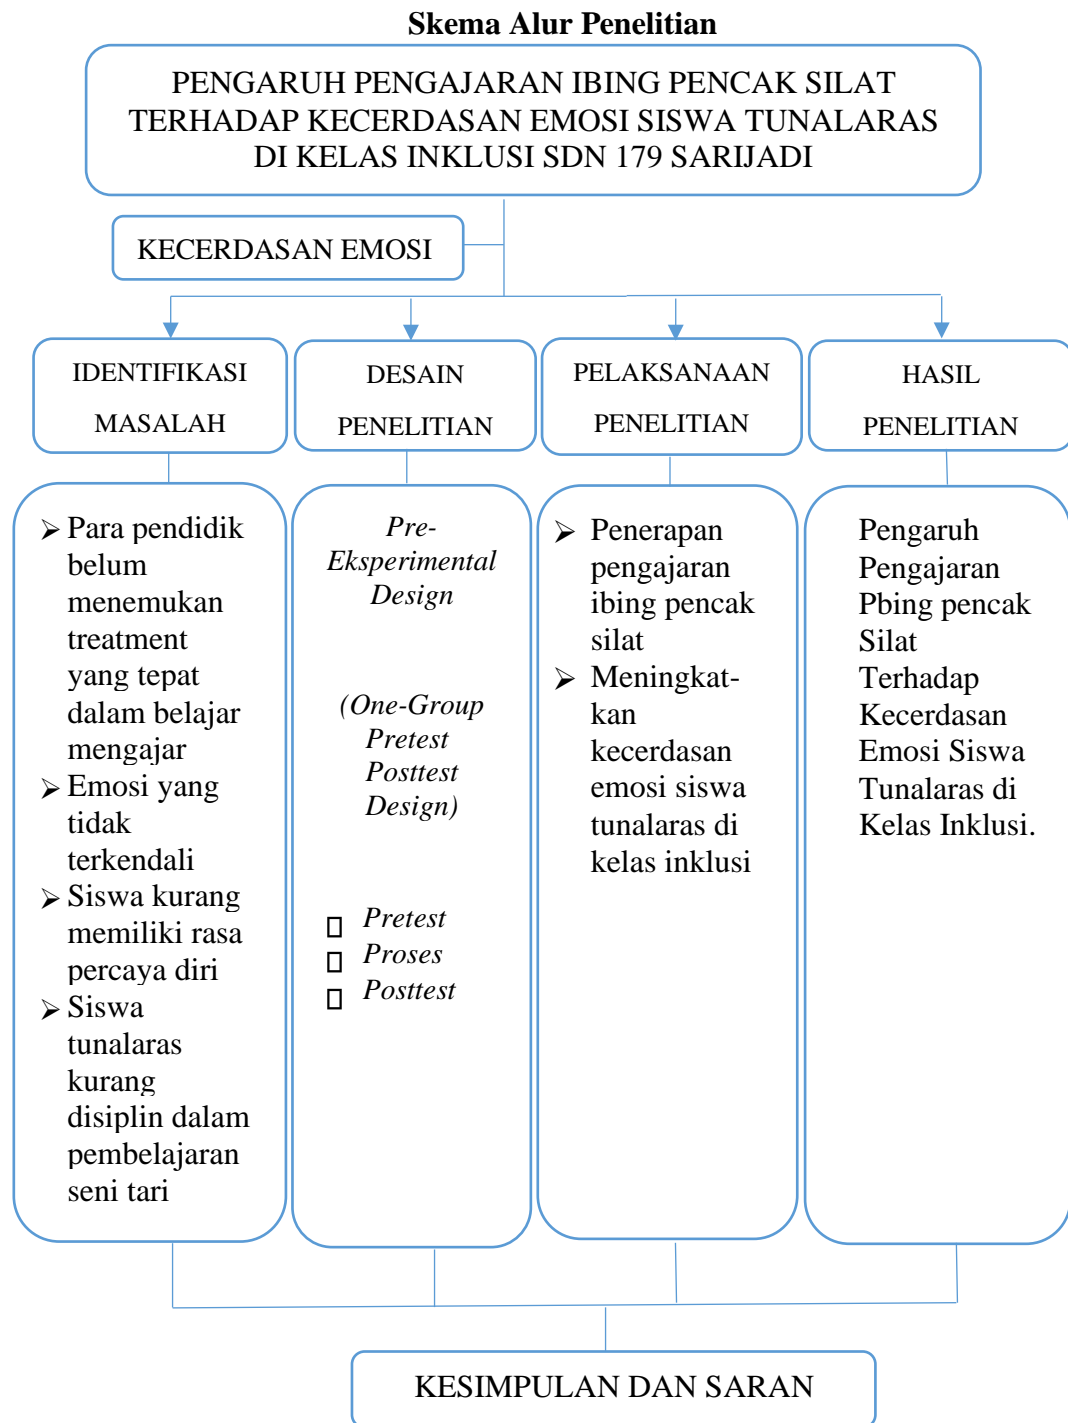 Skema Alur Penelitian
PENGARUH PENGAJARAN IBING PENCAK SILAT
TERHADAP KECERDASAN EMOSI SISWA TUNALARAS
DI KELAS INKLUSI SDN 179 SARIJADI
KECERDASAN EMOSI
IDENTIFIKASI
MASALAH
DESAIN
PENELITIAN
PELAKSANAAN
PENELITIAN
HASIL
PENELITIAN
➢ Para pendidik
belum
menemukan
treatment
yang tepat
dalam belajar
mengajar
➢ Emosi yang
tidak
terkendali
➢ Siswa kurang
memiliki rasa
percaya diri
➢ Siswa
tunalaras
kurang
disiplin dalam
pembelajaran
seni tari
Pre-
Eksperimental
Design
(One-Group
Pretest
Posttest
Design)
Pretest
Proses
Posttest
➢ Penerapan
pengajaran
ibing pencak
silat
➢ Meningkat-
kan
kecerdasan
emosi siswa
tunalaras di
kelas inklusi
Pengaruh
Pengajaran
Pbing pencak
Silat
Terhadap
Kecerdasan
Emosi Siswa
Tunalaras di
Kelas Inklusi.
KESIMPULAN DAN SARAN